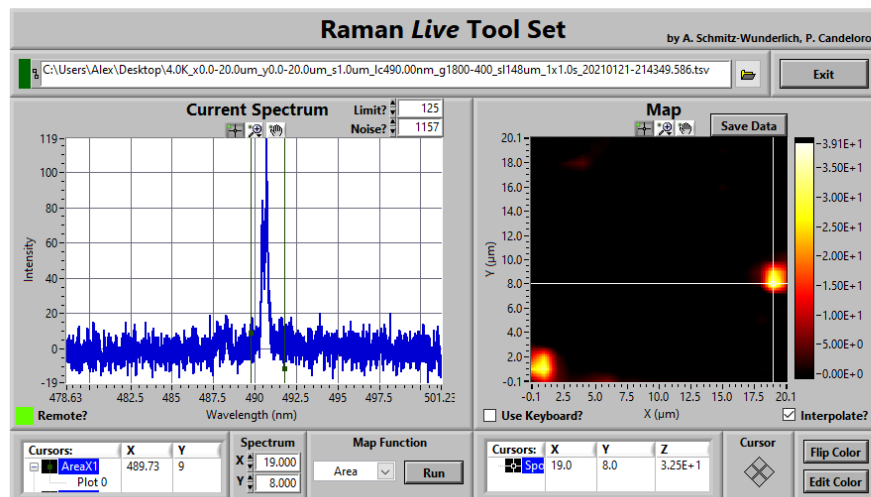 Raman Live Tool Set
by A. Schmitz-Wunderlich, P. Candeloro
C:\Users\Alex\Desktop\4.0K_x0.0-20.0um_y0.0-20.0um_s1.0um_lc490.00nm_g1800-400_sl148um_1x1.0s_20210121-214349.586.tsv
Exit
Current Spectrum
Limit? 125
Noise? 1157
119
100
80
60
40
20
0
-19
Intensity
478.63 482.5 485 487.5 490 492.5 495 497.5 501.23
Wavelength (nm)
Remote?
Map
Save Data
20.1
18.0
16.0
14.0
12.0
10.0
8.0
6.0
4.0
2.0
-0.1
Y (µm)
-0.1 2.5 5.0 7.5 10.0 12.5 15.0 17.5 20.1
X (µm)
3.91E+1
3.50E+1
3.00E+1
2.50E+1
2.00E+1
1.50E+1
1.00E+1
5.00E+0
0.00E+0
Use Keyboard?
Interpolate?
Cursors: X Y
AreaX1 489.73 9
Plot 0
Spectrum
X 19.000
Y 8.000
Map Function
Area
Run
Cursors: X Y Z
Spo 19.0 8.0 3.25E+1
Cursor
Flip Color
Edit Color